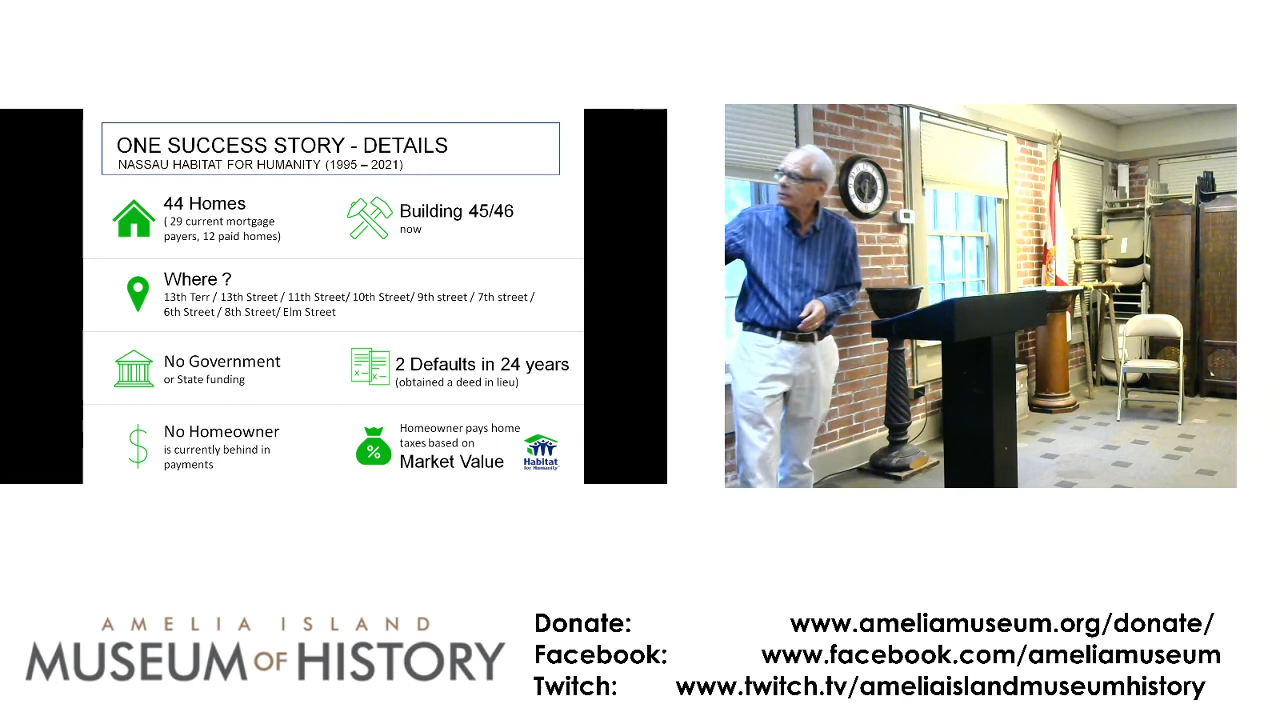 ONE SUCCESS STORY - DETAILS
NASSAU HABITAT FOR HUMANITY (1995 – 2021)
44 Homes
( 29 current mortgage
payers, 12 paid homes)
Building 45/46
now
Where ?
13th Terr / 13th Street / 11th Street/ 10th Street/ 9th street / 7th street /
6th Street / 8th Street/ Elm Street
No Government
or State funding
2 Defaults in 24 years
(obtained a deed in lieu)
No Homeowner
is currently behind in
payments
%
Homeowner pays home
taxes based on
Market Value
Habitat
for Humanity
AMELIA ISLAND
MUSEUM OF HISTORY
Donate: www.ameliamuseum.org/donate/
Facebook: www.facebook.com/ameliamuseum
Twitch: www.twitch.tv/ameliaislandmuseumhistory